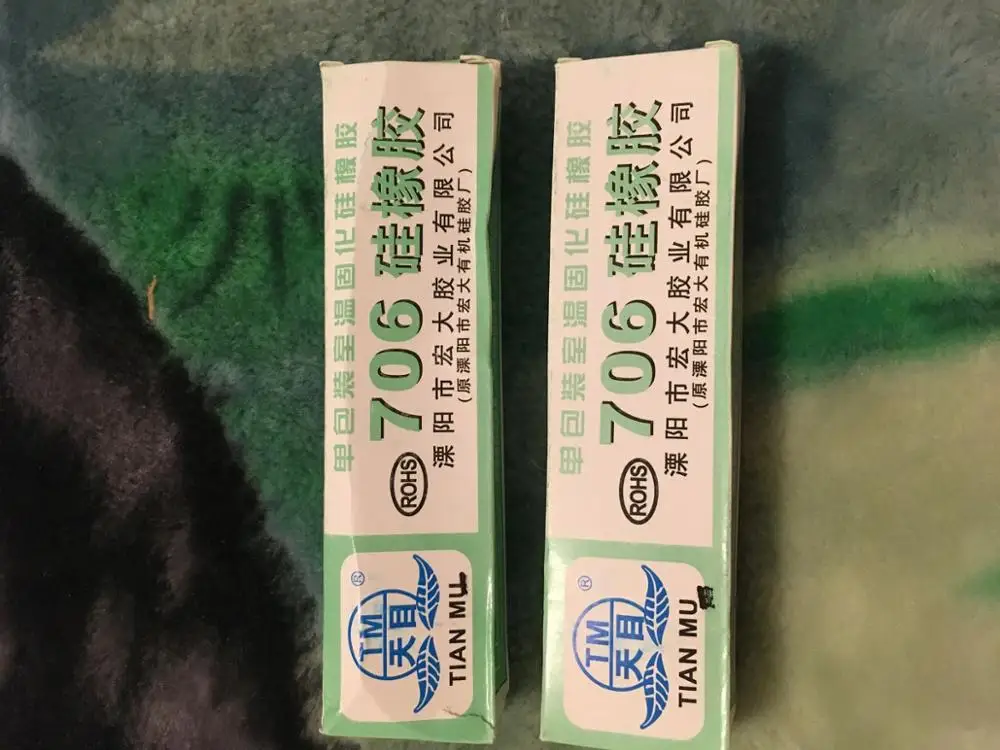 单包装室温固化硅橡胶
706 硅橡胶
ROHS
溧阳市宏大胶业有限公司
(原溧阳市宏大有机硅胶厂)
®
TM
天目
TIAN MU
单包装室温固化硅橡胶
706 硅橡胶
ROHS
溧阳市宏大胶业有限公司
(原溧阳市宏大有机硅胶厂)
®
TM
天目
TIAN MU